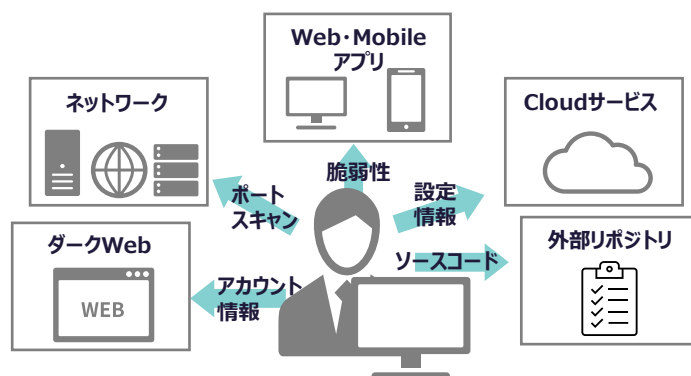 Web・Mobile
アプリ
ネットワーク
Cloudサービス
脆弱性
ポート
スキャン
設定
情報
ダークWeb
WEB
アカウント
情報
ソースコード
外部リポジトリ